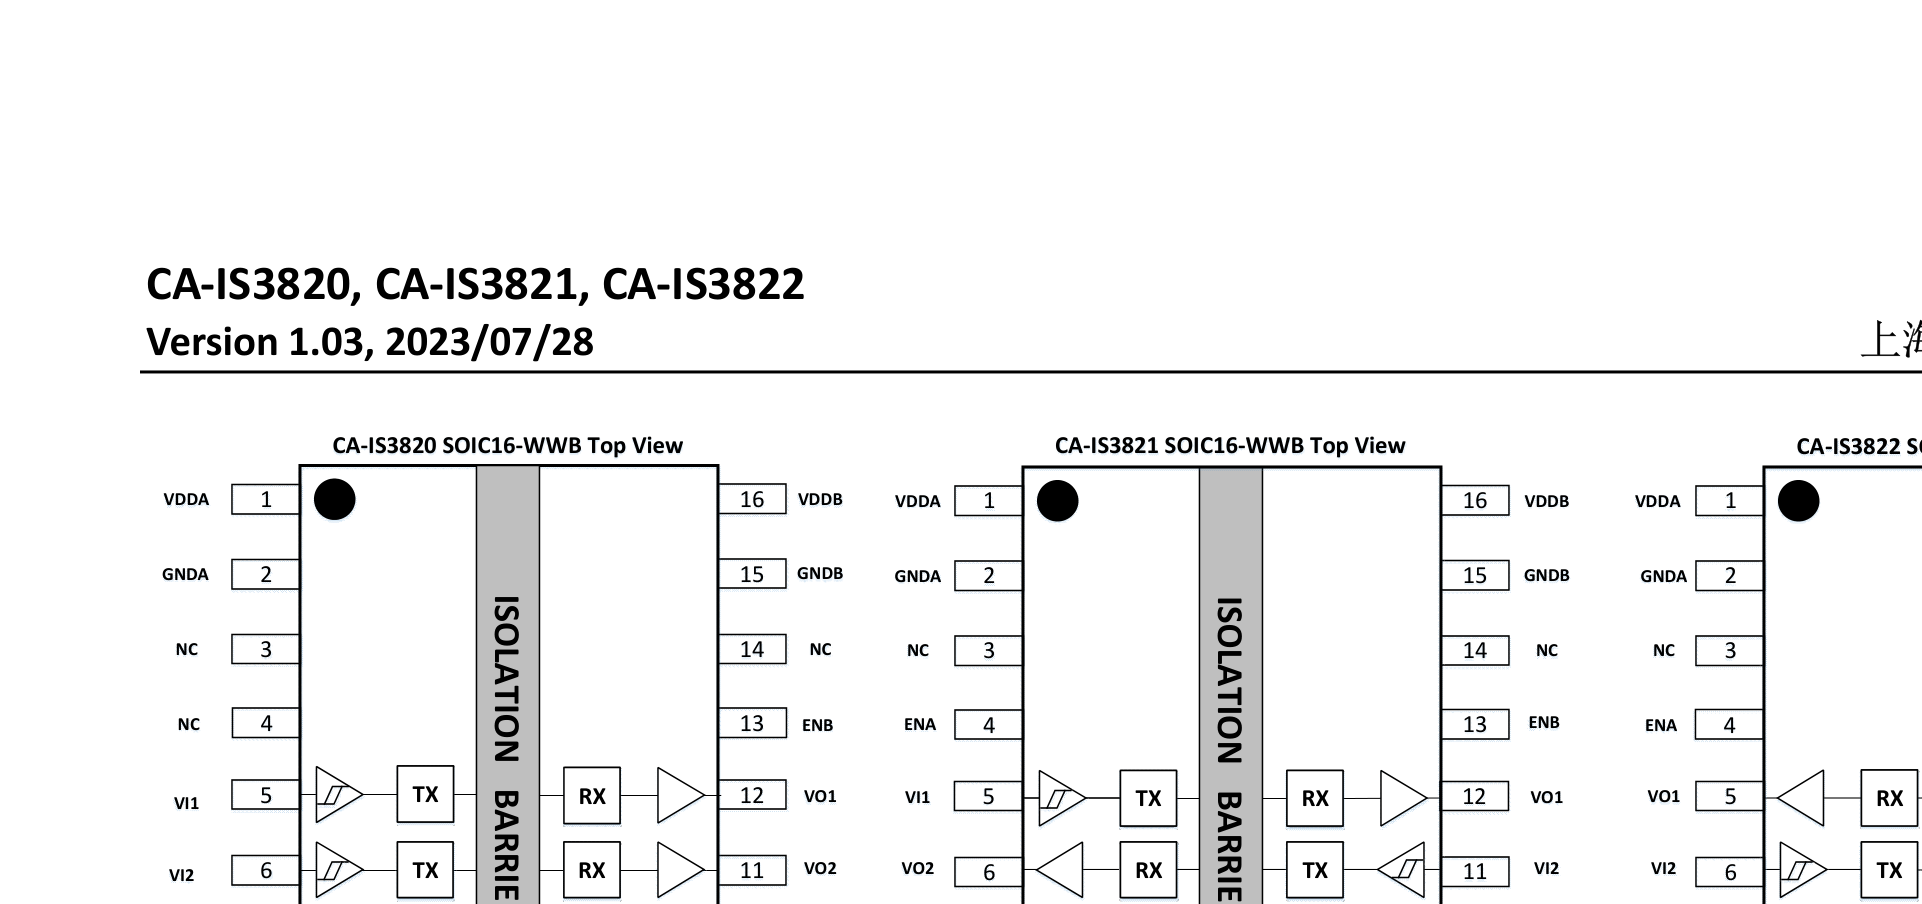 CA-IS3820, CA-IS3821, CA-IS3822
Version 1.03, 2023/07/28
上海
CA-IS3820 SOIC16-WWB Top View
VDDA 1 16 VDDB
GNDA 2 15 GNDB
NC 3 14 NC
NC 4 13 ENB
VI1 5 TX RX 12 VO1
VI2 6 TX RX 11 VO2
ISOLATION BARRIE
CA-IS3821 SOIC16-WWB Top View
VDDA 1 16 VDDB
GNDA 2 15 GNDB
NC 3 14 NC
ENA 4 13 ENB
VI1 5 TX RX 12 VO1
VO2 6 RX TX 11 VI2
ISOLATION BARRIE
CA-IS3822
VDDA 1
GNDA 2
NC 3
ENA 4
VO1 5 RX
VI2 6 TX